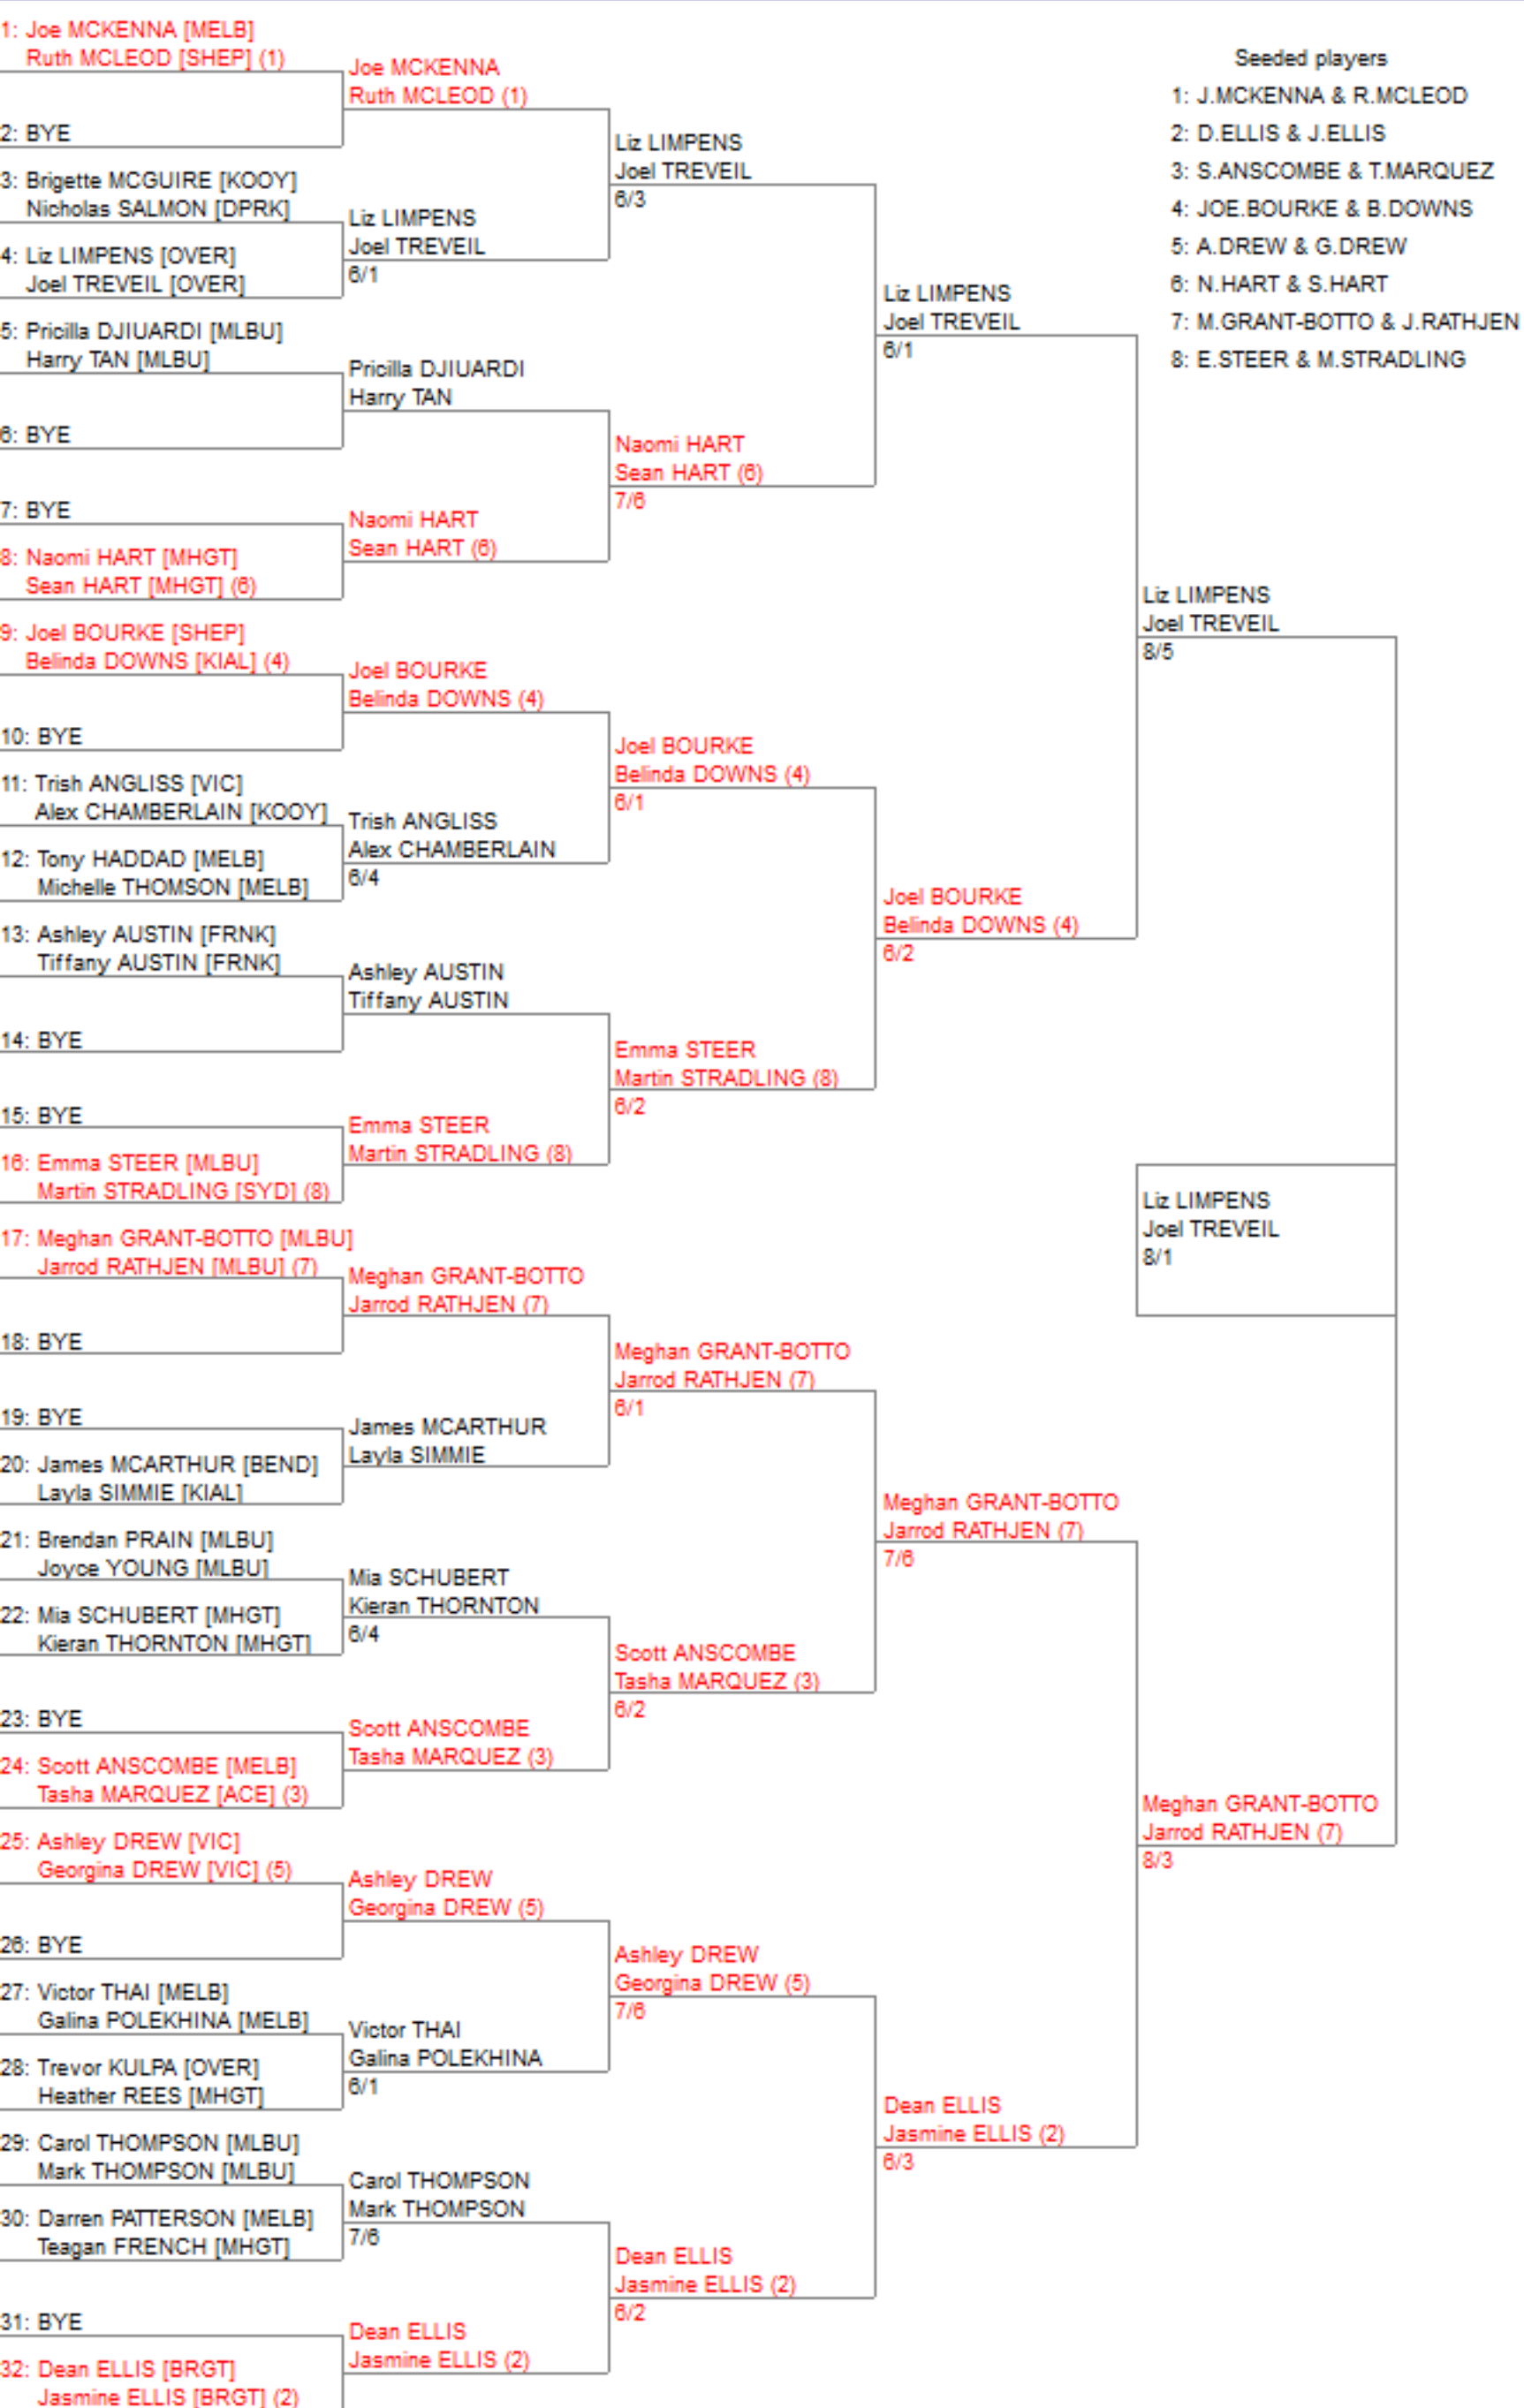 1: Joe MCKENNA [MELB]
Ruth MCLEOD [SHEP] (1)
2: BYE
3: Brigette MCGUIRE [KOOY]
Nicholas SALMON [DPRK]
4: Liz LIMPENS [OVER]
Joel TREVEIL [OVER]
5: Pricilla DJIUARDI [MLBU]
Harry TAN [MLBU]
6: BYE
7: BYE
8: Naomi HART [MHGT]
Sean HART [MHGT] (6)
9: Joel BOURKE [SHEP]
Belinda DOWNS [KIAL] (4)
10: BYE
11: Trish ANGLISS [VIC]
Alex CHAMBERLAIN [KOOY]
12: Tony HADDAD [MELB]
Michelle THOMSON [MELB]
13: Ashley AUSTIN [FRNK]
Tiffany AUSTIN [FRNK]
14: BYE
15: BYE
16: Emma STEER [MLBU]
Martin STRADLING [SYD] (8)
17: Meghan GRANT-BOTTO [MLBU]
Jarrod RATHJEN [MLBU] (7)
18: BYE
19: BYE
20: James MCARTHUR [BEND]
Layla SIMMIE [KIAL]
21: Brendan PRAIN [MLBU]
Joyce YOUNG [MLBU]
22: Mia SCHUBERT [MHGT]
Kieran THORNTON [MHGT]
23: BYE
24: Scott ANSCOMBE [MELB]
Tasha MARQUEZ [ACE] (3)
25: Ashley DREW [VIC]
Georgina DREW [VIC] (5)
26: BYE
27: Victor THAI [MELB]
Galina POLEKHINA [MELB]
28: Trevor KULPA [OVER]
Heather REES [MHGT]
29: Carol THOMPSON [MLBU]
Mark THOMPSON [MLBU]
30: Darren PATTERSON [MELB]
Teagan FRENCH [MHGT]
31: BYE
32: Dean ELLIS [BRGT]
Jasmine ELLIS [BRGT] (2)
Joe MCKENNA
Ruth MCLEOD (1)
Liz LIMPENS
Joel TREVEIL
6/1
Pricilla DJIUARDI
Harry TAN
Naomi HART
Sean HART (6)
Joel BOURKE
Belinda DOWNS (4)
Trish ANGLISS
Alex CHAMBERLAIN
6/4
Ashley AUSTIN
Tiffany AUSTIN
Emma STEER
Martin STRADLING (8)
Meghan GRANT-BOTTO
Jarrod RATHJEN (7)
James MCARTHUR
Layla SIMMIE
Mia SCHUBERT
Kieran THORNTON
6/4
Scott ANSCOMBE
Tasha MARQUEZ (3)
Ashley DREW
Georgina DREW (5)
Victor THAI
Galina POLEKHINA
6/1
Carol THOMPSON
Mark THOMPSON
7/6
Dean ELLIS
Jasmine ELLIS (2)
Liz LIMPENS
Joel TREVEIL
6/3
Naomi HART
Sean HART (6)
7/6
Joel BOURKE
Belinda DOWNS (4)
6/1
Emma STEER
Martin STRADLING (8)
6/2
Meghan GRANT-BOTTO
Jarrod RATHJEN (7)
6/1
Scott ANSCOMBE
Tasha MARQUEZ (3)
6/2
Ashley DREW
Georgina DREW (5)
7/6
Dean ELLIS
Jasmine ELLIS (2)
6/2
Liz LIMPENS
Joel TREVEIL
6/1
Joel BOURKE
Belinda DOWNS (4)
6/2
Meghan GRANT-BOTTO
Jarrod RATHJEN (7)
7/6
Dean ELLIS
Jasmine ELLIS (2)
6/3
Liz LIMPENS
Joel TREVEIL
8/5
Meghan GRANT-BOTTO
Jarrod RATHJEN (7)
8/3
Liz LIMPENS
Joel TREVEIL
8/1
Seeded players
1: J.MCKENNA & R.MCLEOD
2: D.ELLIS & J.ELLIS
3: S.ANSCOMBE & T.MARQUEZ
4: JOE.BOURKE & B.DOWNS
5: A.DREW & G.DREW
6: N.HART & S.HART
7: M.GRANT-BOTTO & J.RATHJEN
8: E.STEER & M.STRADLING